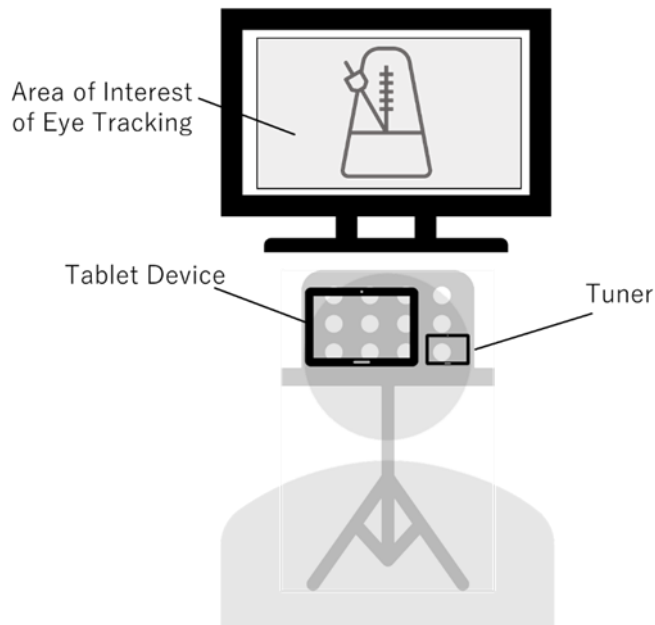 Area of Interest
of Eye Tracking
Tablet Device
Tuner